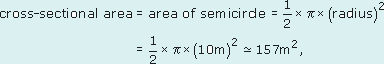 cross-sectional area = area of semicircle = 1/2 × π × (radius)²
= 1/2 × π × (10m)² ≃ 157m²,